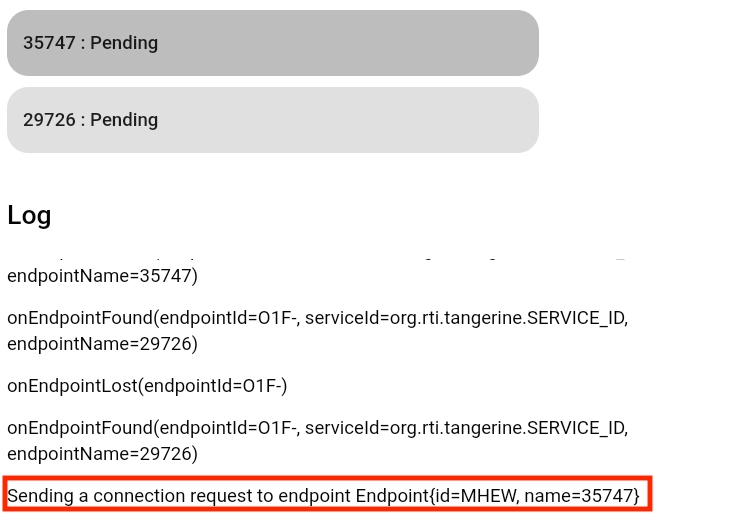 35747 : Pending
29726 : Pending
Log
endpointName=35747)
onEndpointFound(endpointId=O1F-, serviceId=org.rti.tangerine.SERVICE_ID,
endpointName=29726)
onEndpointLost(endpointId=O1F-)
onEndpointFound(endpointId=O1F-, serviceId=org.rti.tangerine.SERVICE_ID,
endpointName=29726)
Sending a connection request to endpoint Endpoint{id=MHEW, name=35747}